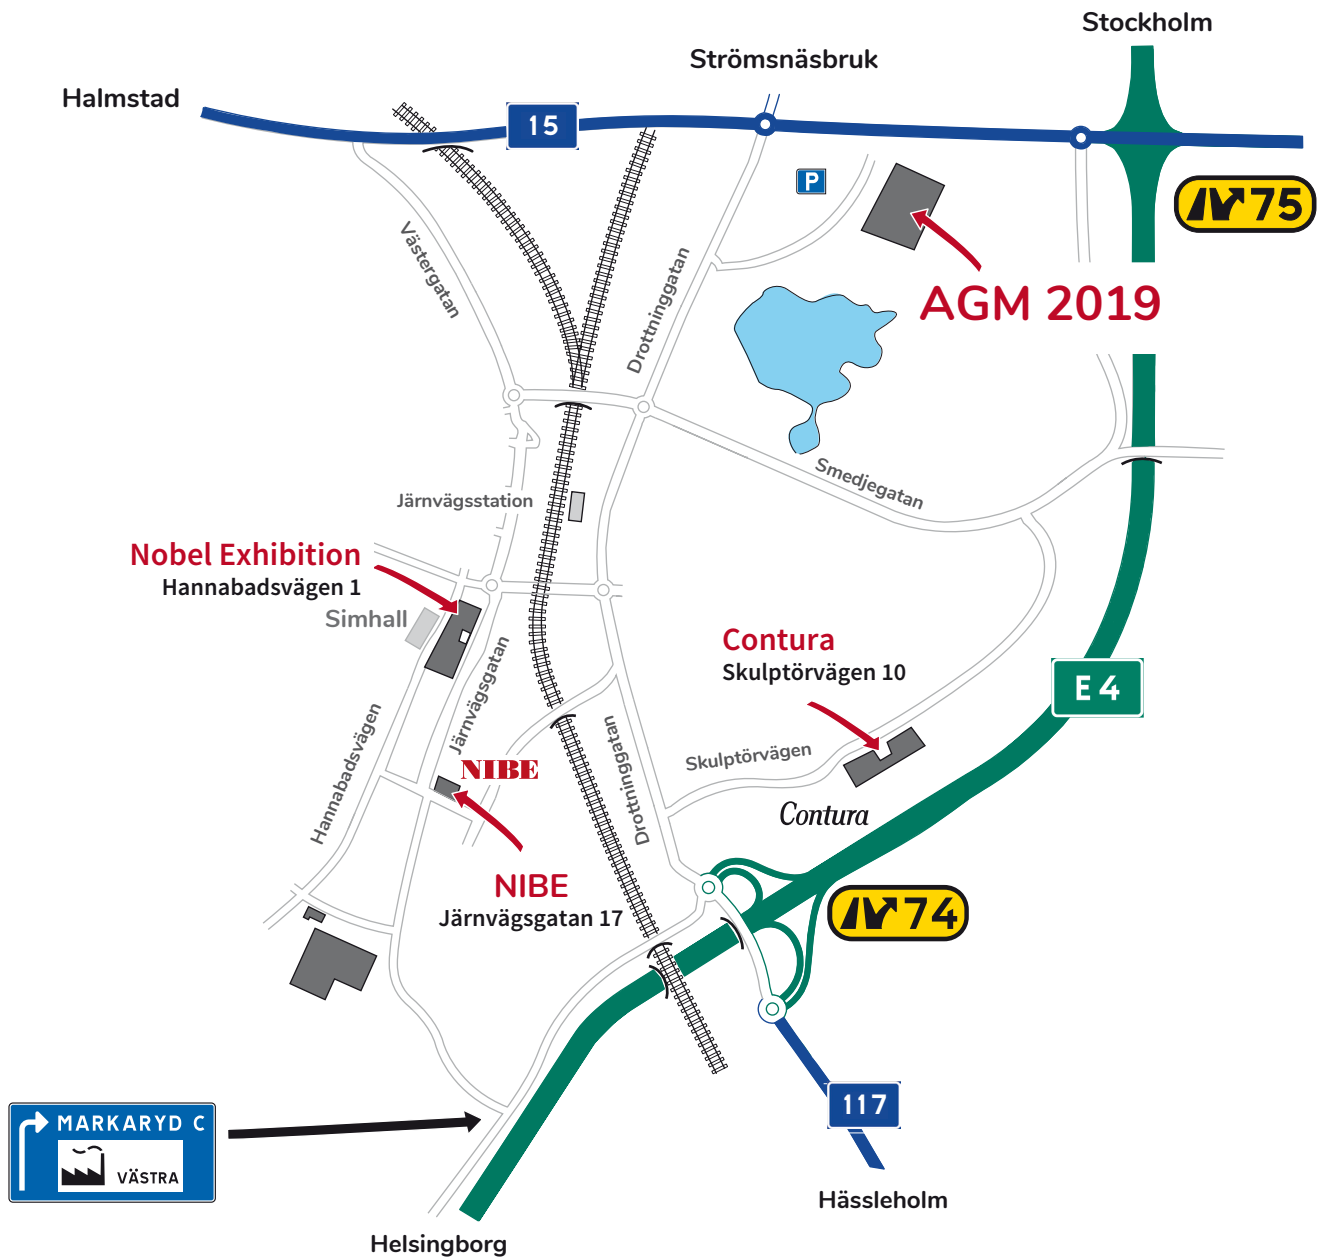 Stockholm
Strömsnäsbruk
Halmstad
15
P
75
AGM 2019
Västergatan
Drottninggatan
Smedjegatan
Järnvägsstation
Nobel Exhibition
Hannabadsvägen 1
Simhall
Contura
Skulptörvägen 10
E 4
Järnvägsgatan
Hannabadsvägen
Drottninggatan
Skulptörvägen
NIBE
Contura
NIBE
Järnvägsgatan 17
74
117
MARKARYD C
VÄSTRA
Hässleholm
Helsingborg